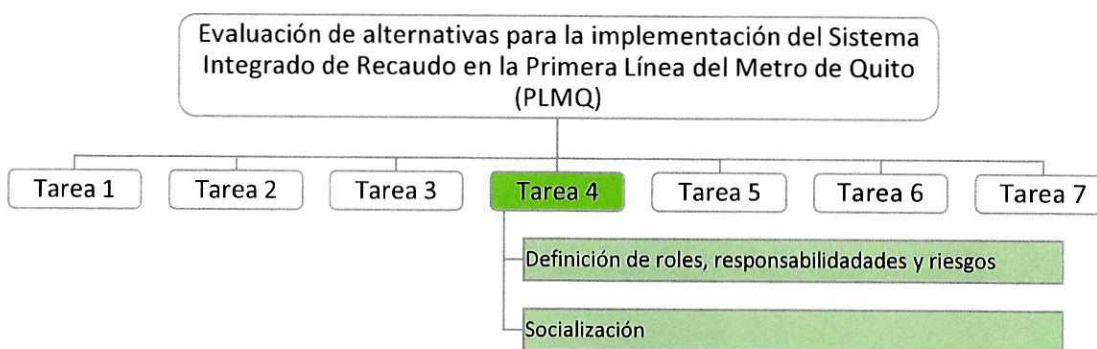 Evaluación de alternativas para la implementación del Sistema
Integrado de Recaudo en la Primera Línea del Metro de Quito
(PLMQ)
Tarea 1
Tarea 2
Tarea 3
Tarea 4
Tarea 5
Tarea 6
Tarea 7
Definición de roles, responsabilidadades y riesgos
Socialización